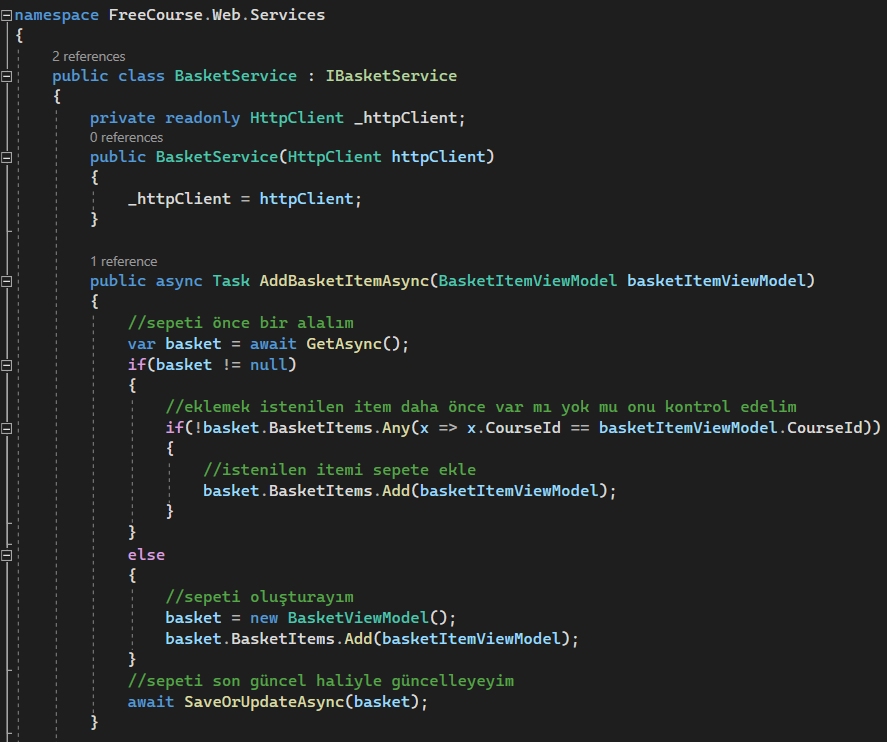 namespace FreeCourse.Web.Services
{
2 references
public class BasketService : IBasketService
{
private readonly HttpClient _httpClient;
0 references
public BasketService(HttpClient httpClient)
{
_httpClient = httpClient;
}
1 reference
public async Task AddBasketItemAsync(BasketItemViewModel basketItemViewModel)
{
//sepeti önce bir alalım
var basket = await GetAsync();
if(basket != null)
{
//eklemek istenilen item daha önce var mı yok mu onu kontrol edelim
if(!basket.BasketItems.Any(x => x.CourseId == basketItemViewModel.CourseId))
{
//istenilen itemi sepete ekle
basket.BasketItems.Add(basketItemViewModel);
}
}
else
{
//sepeti oluşturayım
basket = new BasketViewModel();
basket.BasketItems.Add(basketItemViewModel);
}
//sepeti son güncel haliyle güncelleyeyim
await SaveOrUpdateAsync(basket);
}